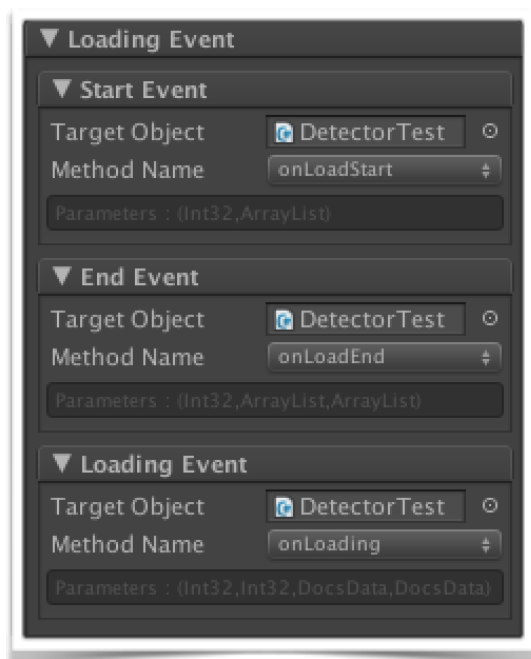 ▼ Loading Event
▼ Start Event
Target Object DetectorTest
Method Name onLoadStart
Parameters : (Int32,ArrayList)
▼ End Event
Target Object DetectorTest
Method Name onLoadEnd
Parameters : (Int32,ArrayList,ArrayList)
▼ Loading Event
Target Object DetectorTest
Method Name onLoading
Parameters : (Int32,Int32,DocsData,DocsData)